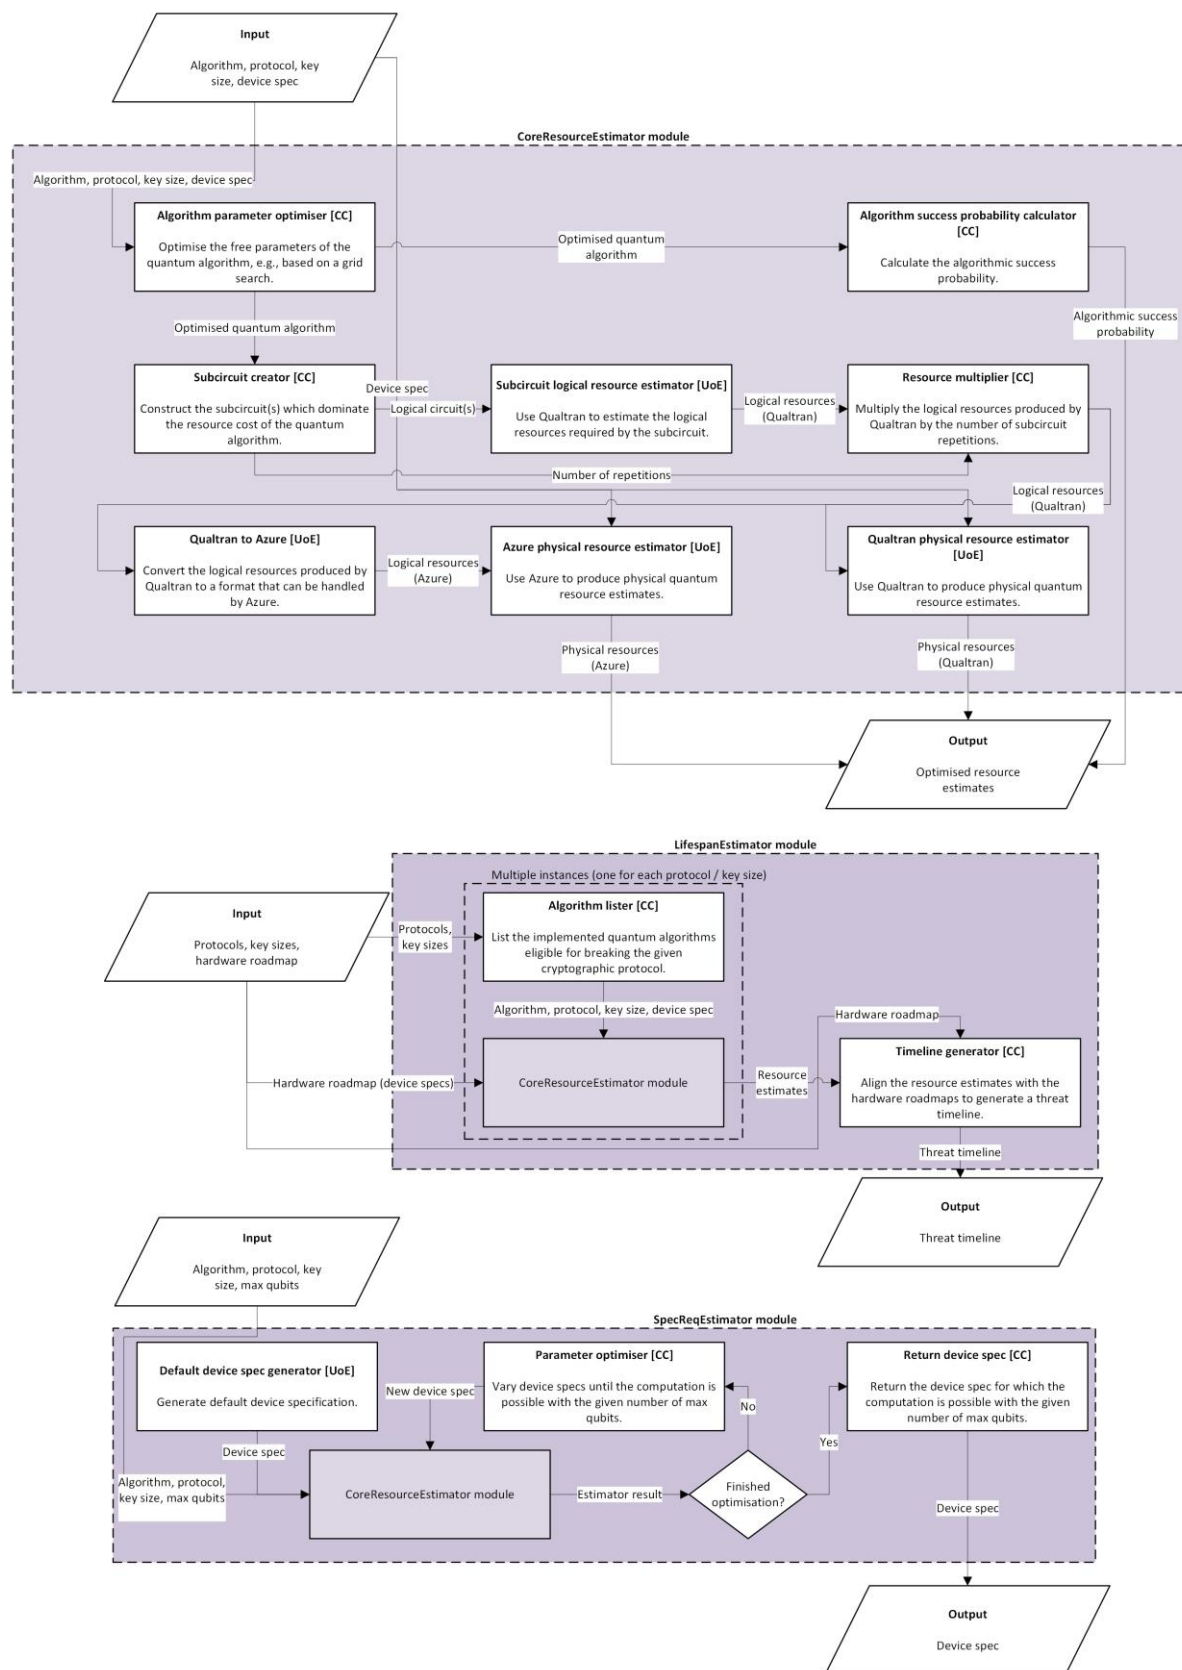 Input
Algorithm, protocol, key
size, device spec
CoreResourceEstimator module
Algorithm, protocol, key size, device spec
Algorithm parameter optimiser [CC]
Optimise the free parameters of the
quantum algorithm, e.g., based on a grid
search.
Optimised quantum
algorithm
Algorithm success probability calculator
[CC]
Calculate the algorithmic success
probability.
Optimised quantum algorithm
Algorithmic success
probability
Subcircuit creator [CC]
Construct the subcircuit(s) which dominate
the resource cost of the quantum
algorithm.
Device spec
Logical circuit(s)
Subcircuit logical resource estimator [UoE]
Use Qualtran to estimate the logical
resources required by the subcircuit.
Logical resources
(Qualtran)
Resource multiplier [CC]
Multiply the logical resources produced by
Qualtran by the number of subcircuit
repetitions.
Number of repetitions
Logical resources
(Qualtran)
Qualtran to Azure [UoE]
Convert the logical resources produced by
Qualtran to a format that can be handled
by Azure.
Logical resources
(Azure)
Azure physical resource estimator [UoE]
Use Azure to produce physical quantum
resource estimates.
Qualtran physical resource estimator
[UoE]
Use Qualtran to produce physical quantum
resource estimates.
Physical resources
(Azure)
Physical resources
(Qualtran)
Output
Optimised resource
estimates
LifespanEstimator module
Multiple instances (one for each protocol / key size)
Input
Protocols, key sizes,
hardware roadmap
Protocols,
key sizes
Algorithm lister [CC]
List the implemented quantum algorithms
eligible for breaking the given
cryptographic protocol.
Algorithm, protocol, key size, device spec
Hardware roadmap
Hardware roadmap (device specs)
CoreResourceEstimator module
Resource
estimates
Timeline generator [CC]
Align the resource estimates with the
hardware roadmaps to generate a threat
timeline.
Threat timeline
Output
Threat timeline
Input
Algorithm, protocol, key
size, max qubits
SpecReqEstimator module
Default device spec generator [UoE]
Generate default device specification.
New device spec
Parameter optimiser [CC]
Vary device specs until the computation is
possible with the given number of max
qubits.
Return device spec [CC]
Return the device spec for which the
computation is possible with the given
number of max qubits.
No
Yes
Device spec
Algorithm, protocol,
key size, max qubits
CoreResourceEstimator module
Estimator result
Finished
optimisation?
Device spec
Output
Device spec